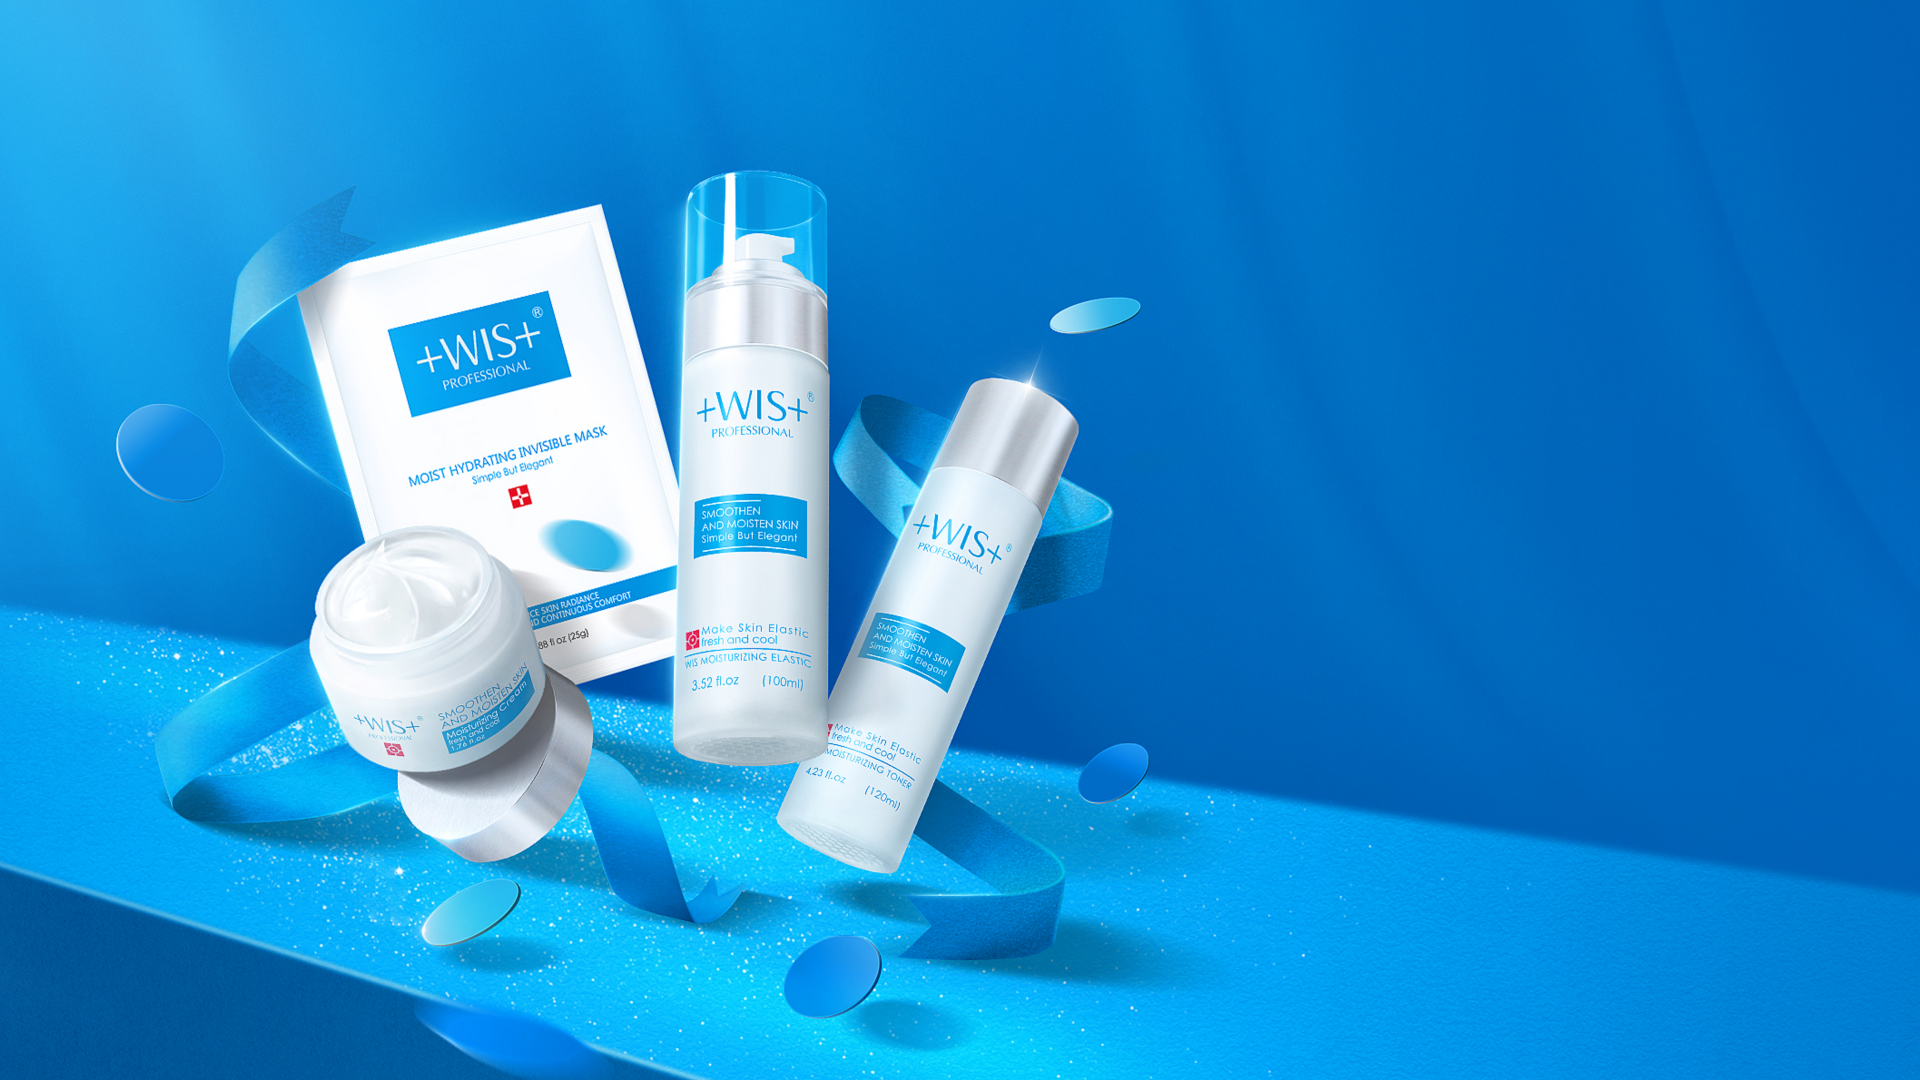 +WIS+®
PROFESSIONAL
MOIST HYDRATING INVISIBLE MASK
Simple But Elegant
CE SKIN RADIANCE
D CONTINUOUS COMFORT
88 fl oz (25g)
+WIS+®
PROFESSIONAL
SMOOTHEN
AND MOISTEN SKIN
Moisturizing Cream
fresh and cool
1.76 fl.oz
+WIS+®
PROFESSIONAL
SMOOTHEN
AND MOISTEN SKIN
Simple But Elegant
Make Skin Elastic
fresh and cool
WIS MOISTURIZING ELASTIC
3.52 fl.oz (100ml)
+WIS+®
PROFESSIONAL
SMOOTHEN
AND MOISTEN SKIN
Simple But Elegant
Make Skin Elastic
fresh and cool
MOISTURIZING TONER
4.23 fl.oz (120ml)